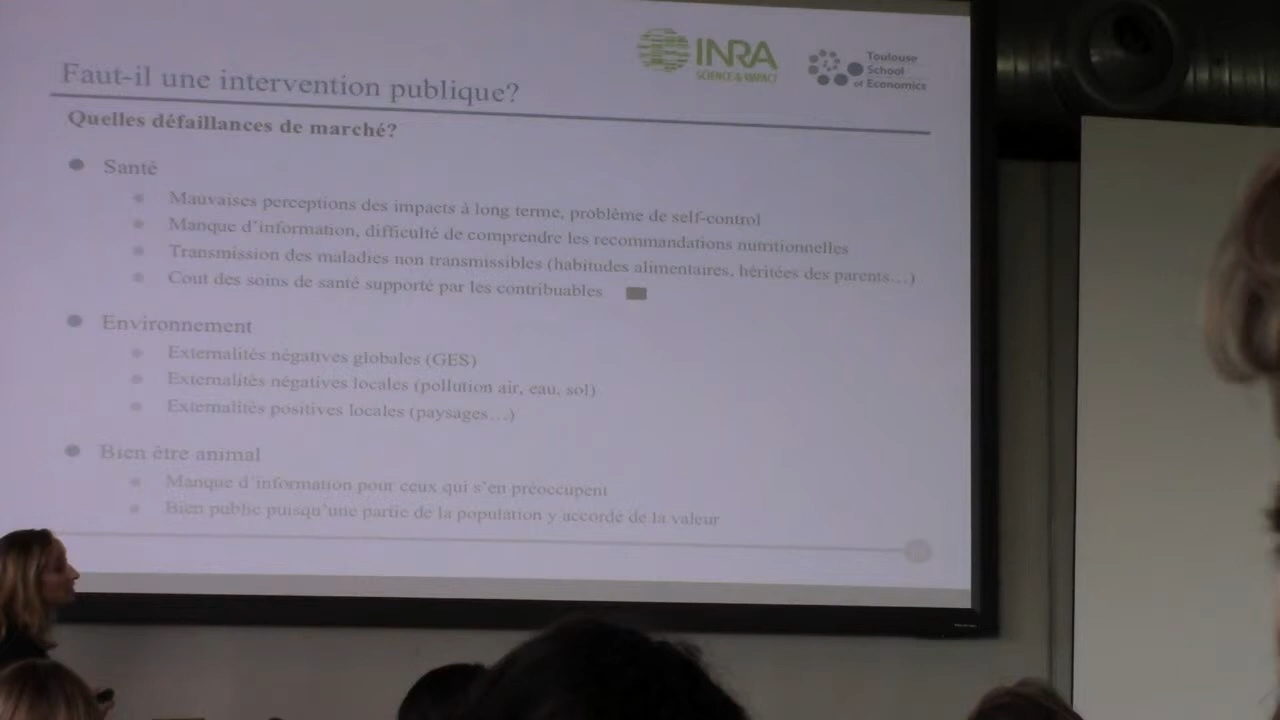 INRA
SCIENCE & IMPACT
Toulouse
School
of Economics
Faut-il une intervention publique?
Quelles défaillances de marché?
Santé
Mauvaises perceptions des impacts à long terme, problème de self-control
Manque d'information, difficulté de comprendre les recommandations nutritionnelles
Transmission des maladies non transmissibles (habitudes alimentaires, héritées des parents…)
Cout des soins de santé supporté par les contribuables
Environnement
Externalités négatives globales (GES)
Externalités négatives locales (pollution air, eau, sol)
Externalités positives locales (paysages…)
Bien être animal
Manque d'information pour ceux qui s'en préoccupent
Bien public puisqu'une partie de la population y accorde de la valeur